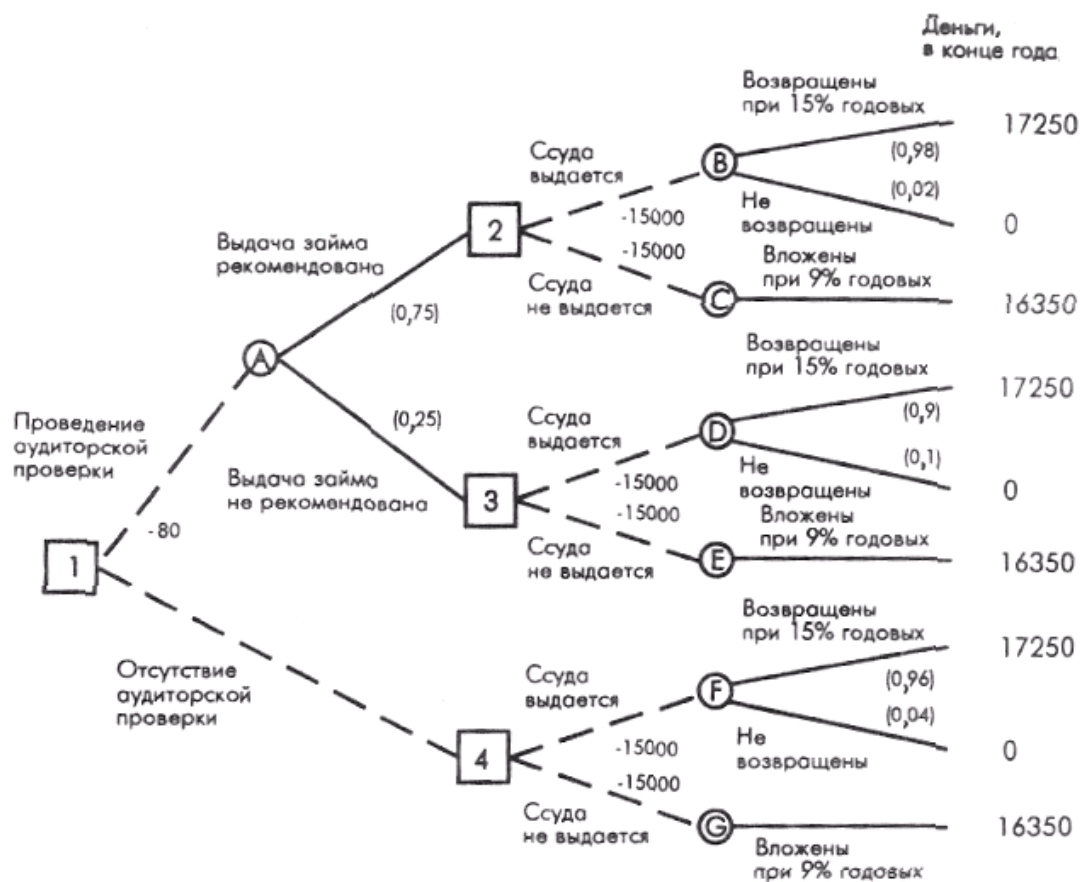 Деньги,
в конце года
Возвращены
при 15% годовых
17250
Ссуда
выдается
B
(0,98)
(0,02)
-15000
Не
возвращены
0
2
-15000
Выдача займа
рекомендована
Вложены
при 9% годовых
Ссуда
не выдается
C
16350
(0,75)
A
Возвращены
при 15% годовых
17250
Проведение
аудиторской
проверки
(0,25)
Ссуда
выдается
D
(0,9)
(0,1)
Выдача займа
не рекомендована
-15000
Не
возвращены
0
3
-15000
Вложены
при 9% годовых
-80
Ссуда
не выдается
E
16350
1
Возвращены
при 15% годовых
17250
Отсутствие
аудиторской
проверки
Ссуда
выдается
F
(0,96)
(0,04)
-15000
Не
возвращены
0
4
-15000
Ссуда
не выдается
G
16350
Вложены
при 9% гадовых